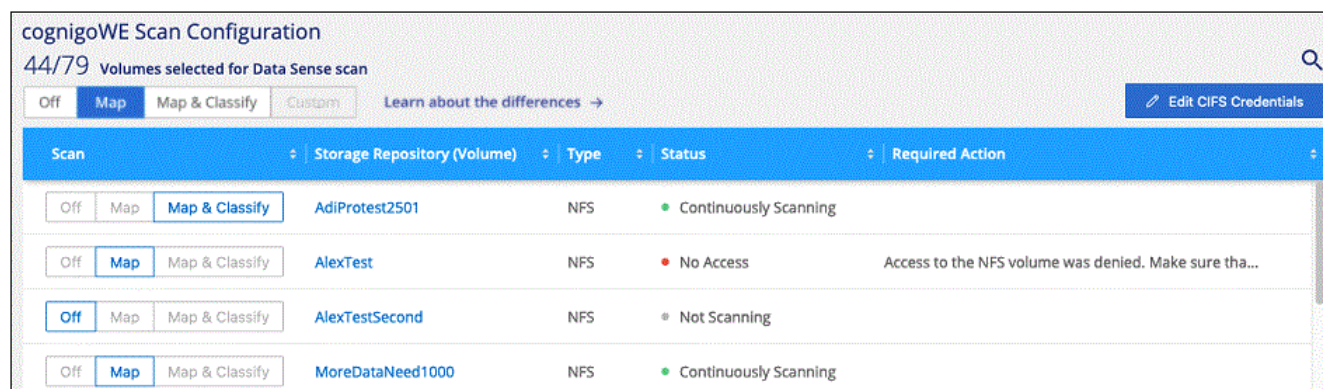 cognigoWE Scan Configuration
44/79 Volumes selected for Data Sense scan
Off Map Map & Classify Custom Learn about the differences → Edit CIFS Credentials
Scan Storage Repository (Volume) Type Status Required Action
Off Map Map & Classify AdiProtest2501 NFS Continuously Scanning
Off Map Map & Classify AlexTest NFS No Access Access to the NFS volume was denied. Make sure tha...
Off Map Map & Classify AlexTestSecond NFS Not Scanning
Off Map Map & Classify MoreDataNeed1000 NFS Continuously Scanning